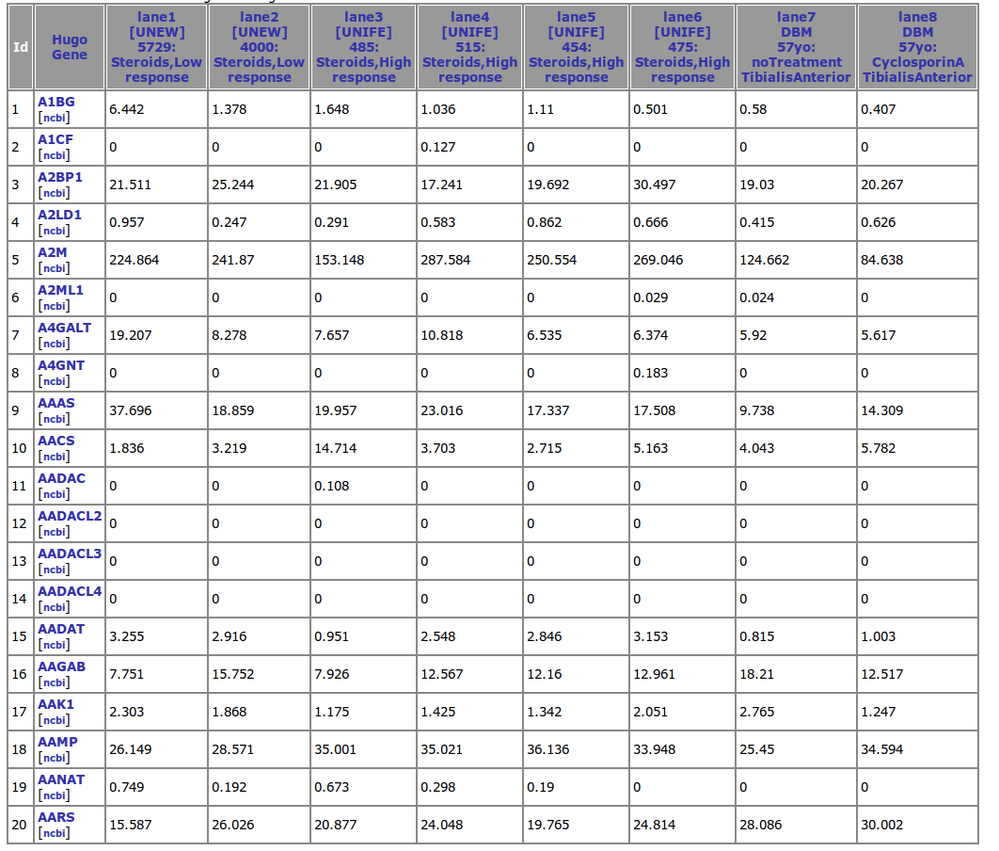 Id Hugo Gene lane1 [UNEW] 5729: Steroids,Low response lane2 [UNEW] 4000: Steroids,Low response lane3 [UNIFE] 485: Steroids,High response lane4 [UNIFE] 515: Steroids,High response lane5 [UNIFE] 454: Steroids,High response lane6 [UNIFE] 475: Steroids,High response lane7 DBM 57yo: noTreatment TibialisAnterior lane8 DBM 57yo: CyclosporinA TibialisAnterior
1 A1BG [ncbi] 6.442 1.378 1.648 1.036 1.11 0.501 0.58 0.407
2 A1CF [ncbi] 0 0 0 0.127 0 0 0 0
3 A2BP1 [ncbi] 21.511 25.244 21.905 17.241 19.692 30.497 19.03 20.267
4 A2LD1 [ncbi] 0.957 0.247 0.291 0.583 0.862 0.666 0.415 0.626
5 A2M [ncbi] 224.864 241.87 153.148 287.584 250.554 269.046 124.662 84.638
6 A2ML1 [ncbi] 0 0 0 0 0 0.029 0.024 0
7 A4GALT [ncbi] 19.207 8.278 7.657 10.818 6.535 6.374 5.92 5.617
8 A4GNT [ncbi] 0 0 0 0 0 0.183 0 0
9 AAAS [ncbi] 37.696 18.859 19.957 23.016 17.337 17.508 9.738 14.309
10 AACS [ncbi] 1.836 3.219 14.714 3.703 2.715 5.163 4.043 5.782
11 AADAC [ncbi] 0 0 0.108 0 0 0 0 0
12 AADACL2 [ncbi] 0 0 0 0 0 0 0 0
13 AADACL3 [ncbi] 0 0 0 0 0 0 0 0
14 AADACL4 [ncbi] 0 0 0 0 0 0 0 0
15 AADAT [ncbi] 3.255 2.916 0.951 2.548 2.846 3.153 0.815 1.003
16 AAGAB [ncbi] 7.751 15.752 7.926 12.567 12.16 12.961 18.21 12.517
17 AAK1 [ncbi] 2.303 1.868 1.175 1.425 1.342 2.051 2.765 1.247
18 AAMP [ncbi] 26.149 28.571 35.001 35.021 36.136 33.948 25.45 34.594
19 AANAT [ncbi] 0.749 0.192 0.673 0.298 0.19 0 0 0
20 AARS [ncbi] 15.587 26.026 20.877 24.048 19.765 24.814 28.086 30.002